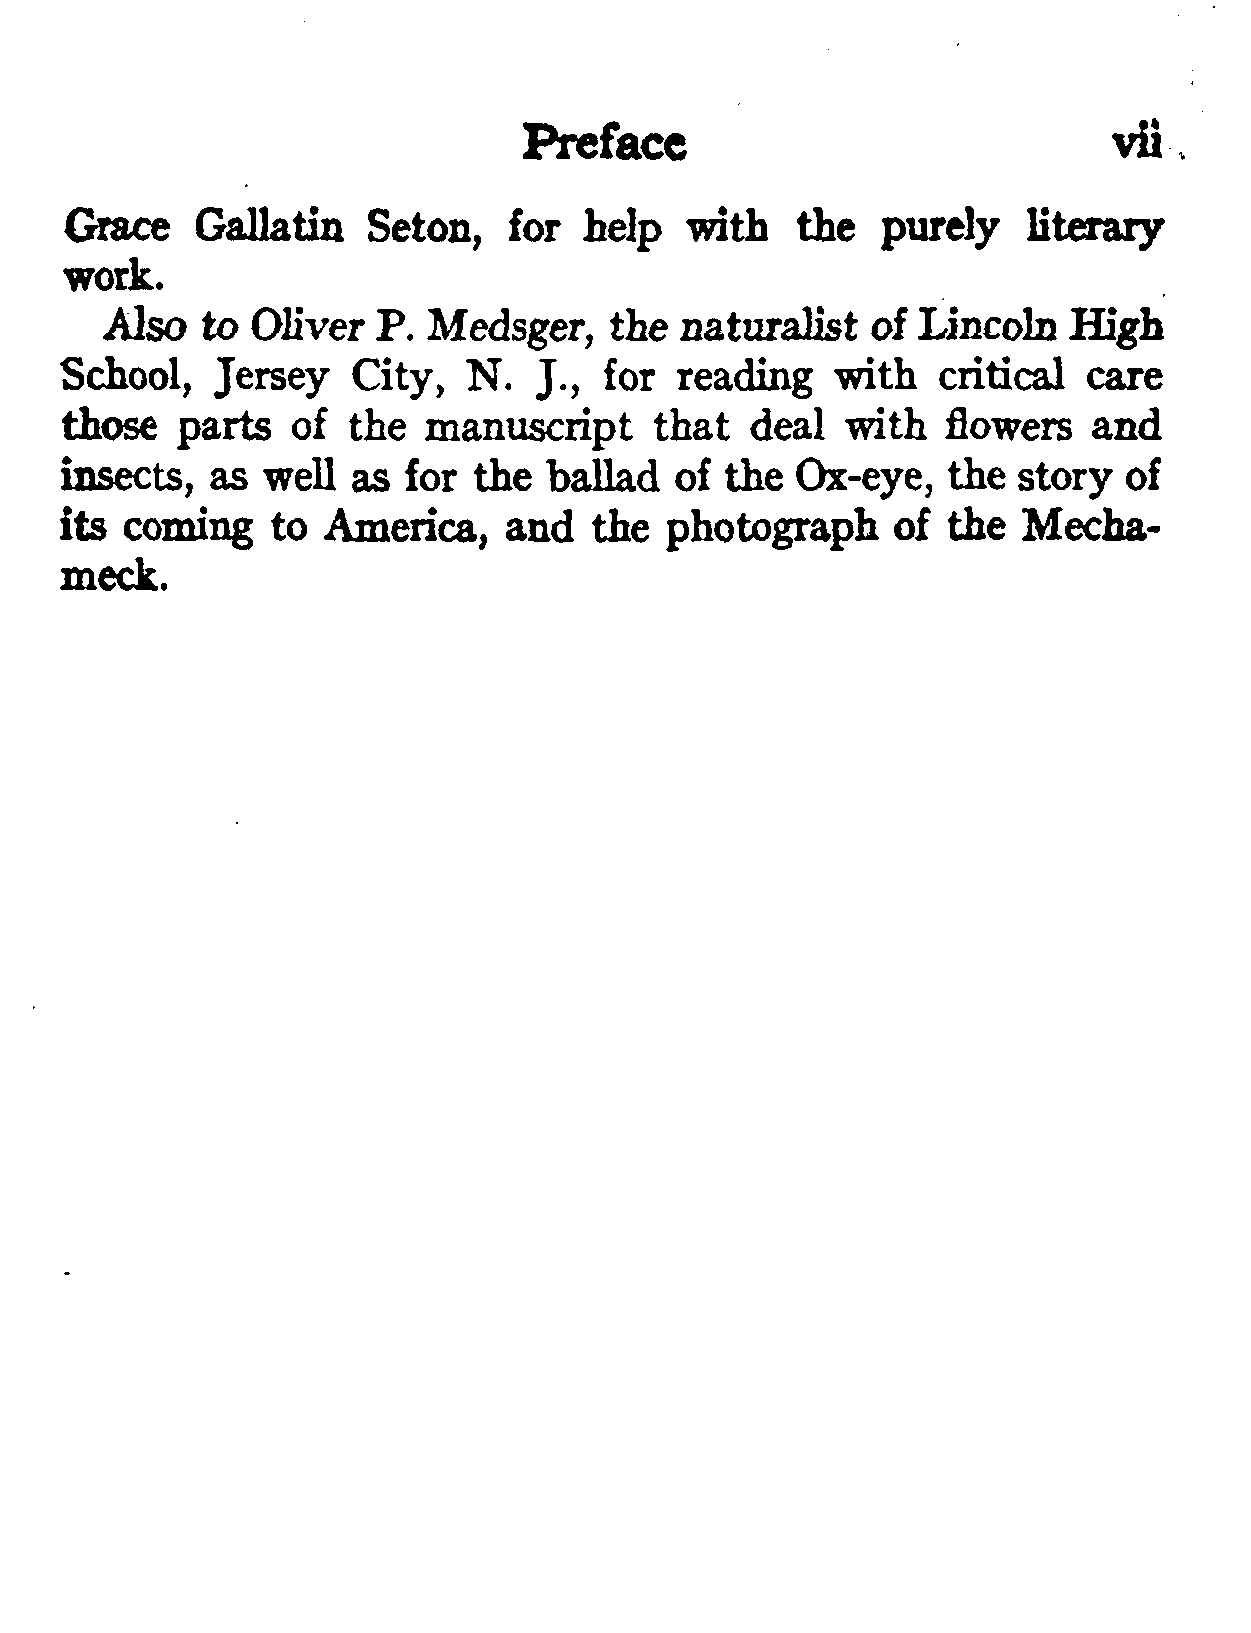 Preface vii
Grace Gallatin Seton, for help with the purely literary
work.
Also to Oliver P. Medsger, the naturalist of Lincoln High
School, Jersey City, N. J., for reading with critical care
those parts of the manuscript that deal with flowers and
insects, as well as for the ballad of the Ox-eye, the story of
its coming to America, and the photograph of the Mecha-
meck.